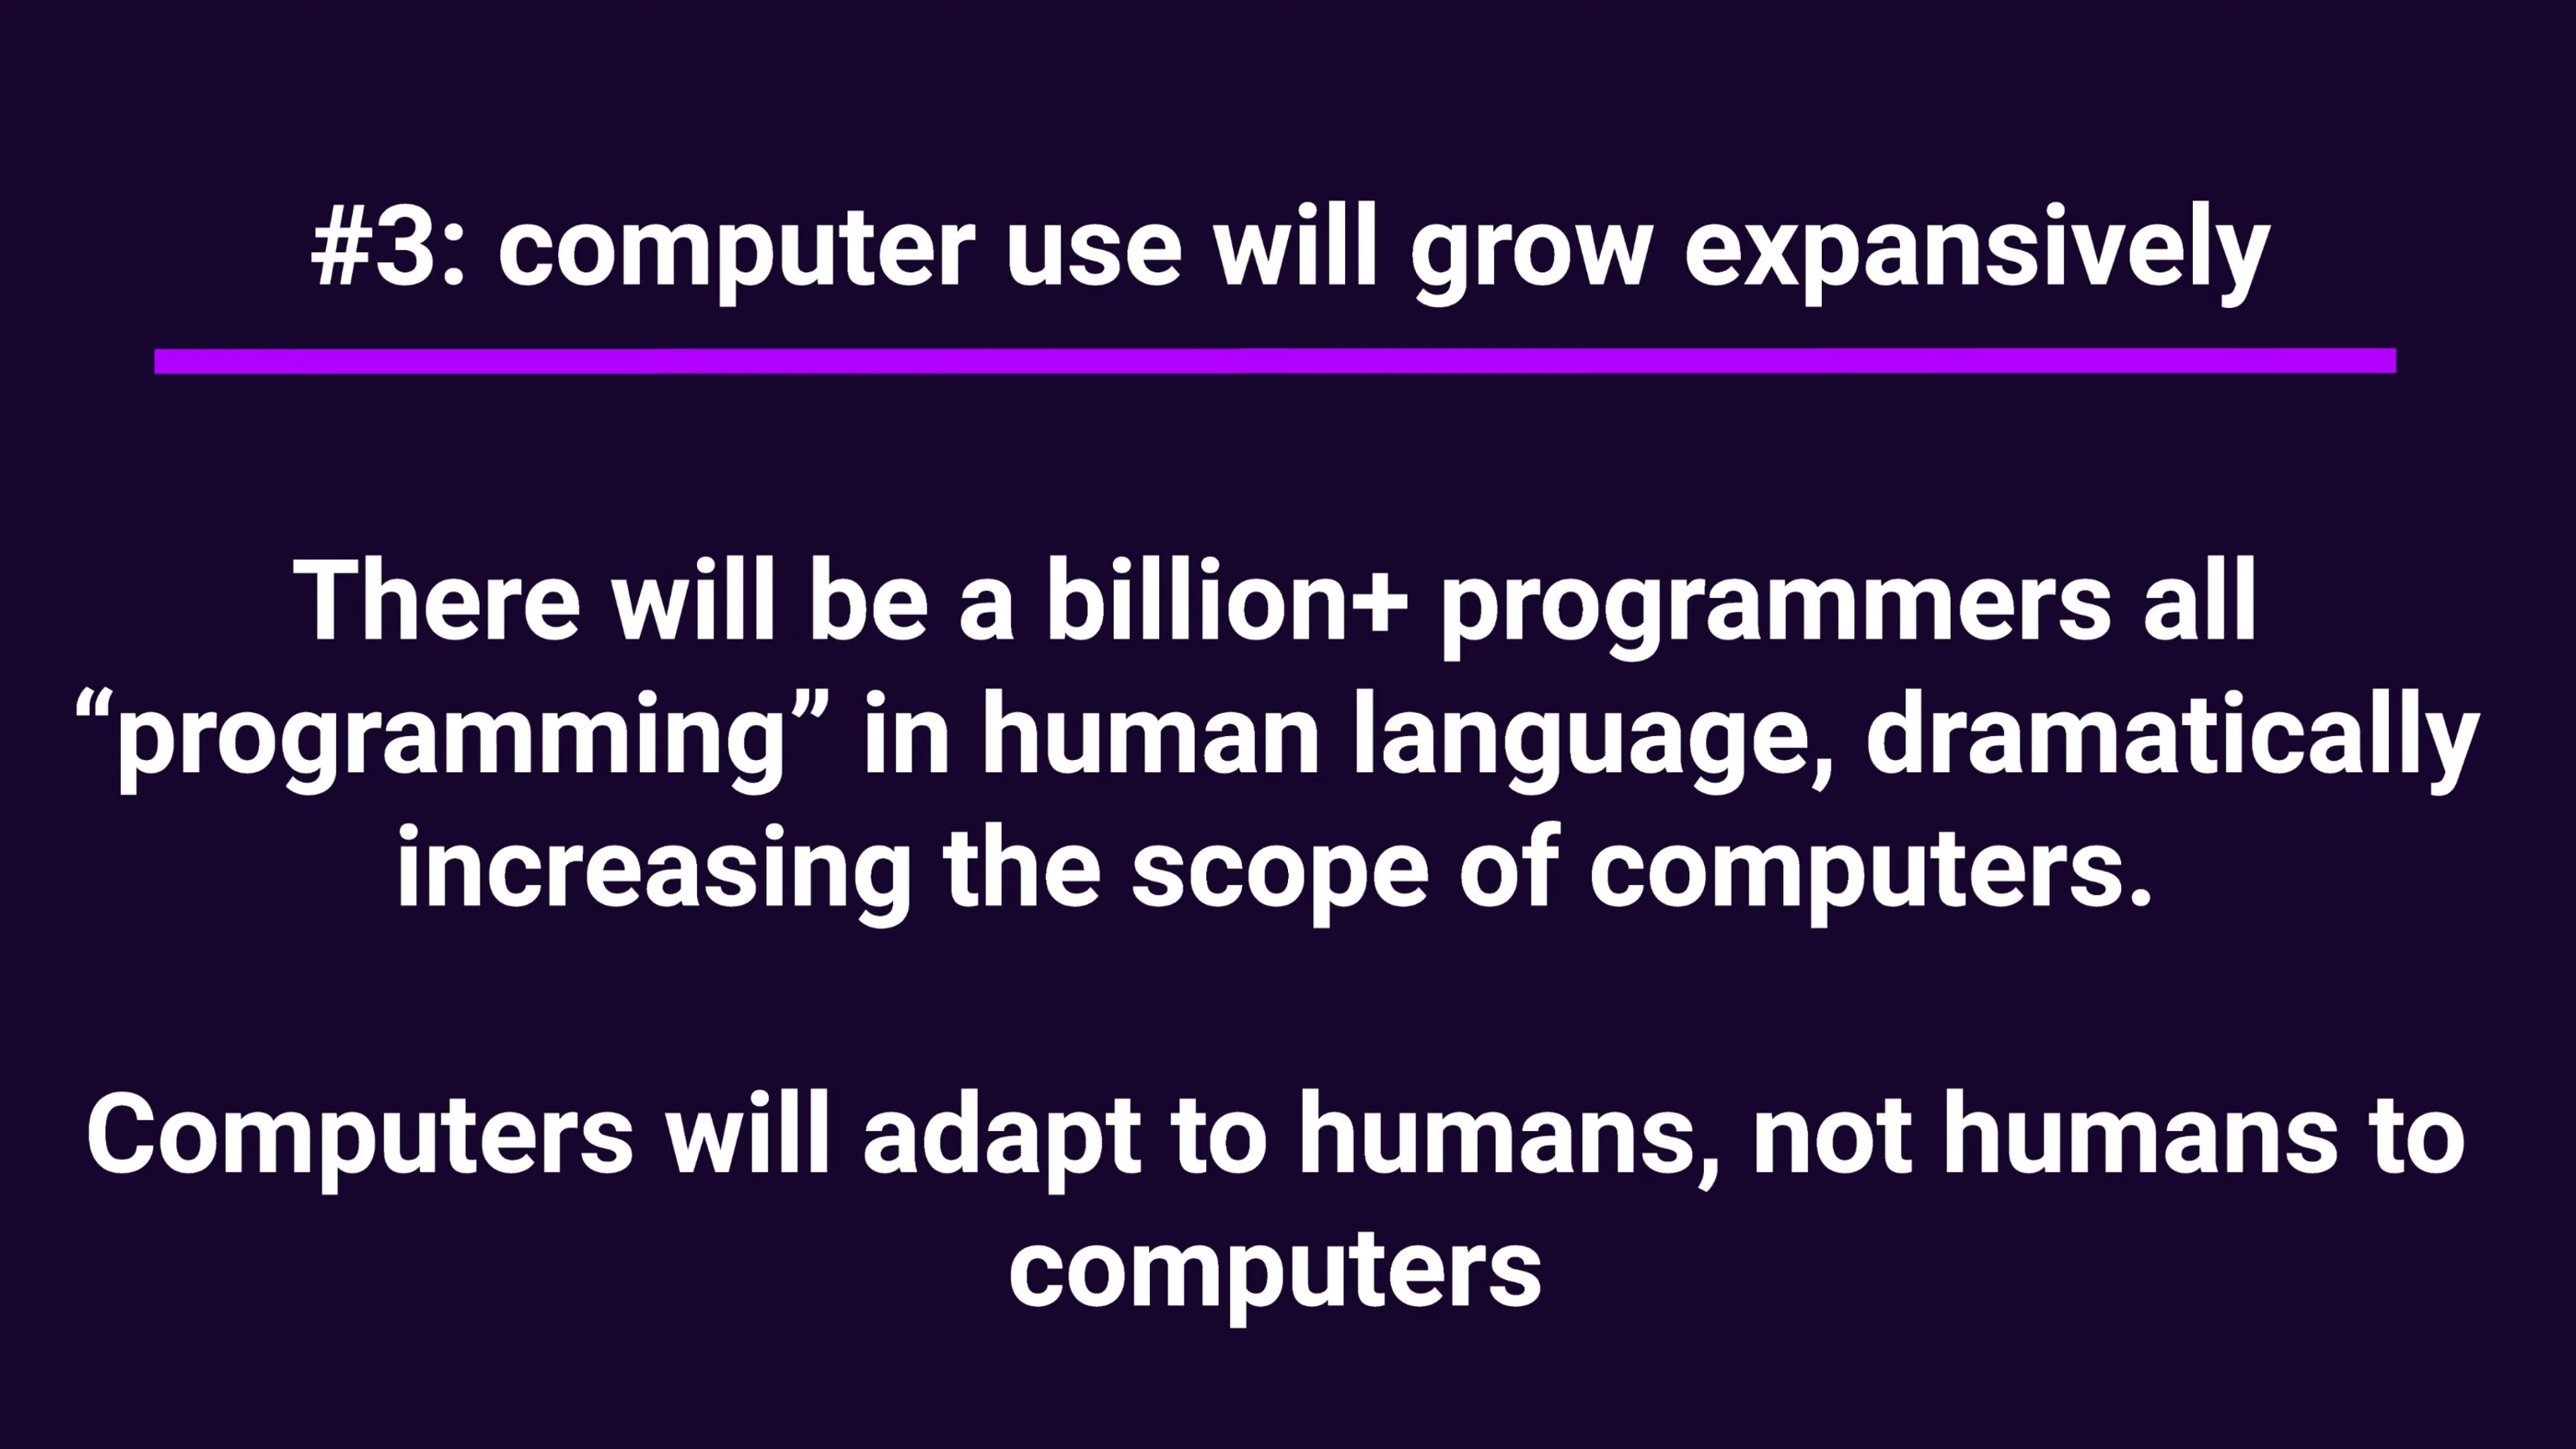 #3: computer use will grow expansively
There will be a billion+ programmers all
“programming” in human language, dramatically
increasing the scope of computers.
Computers will adapt to humans, not humans to
computers